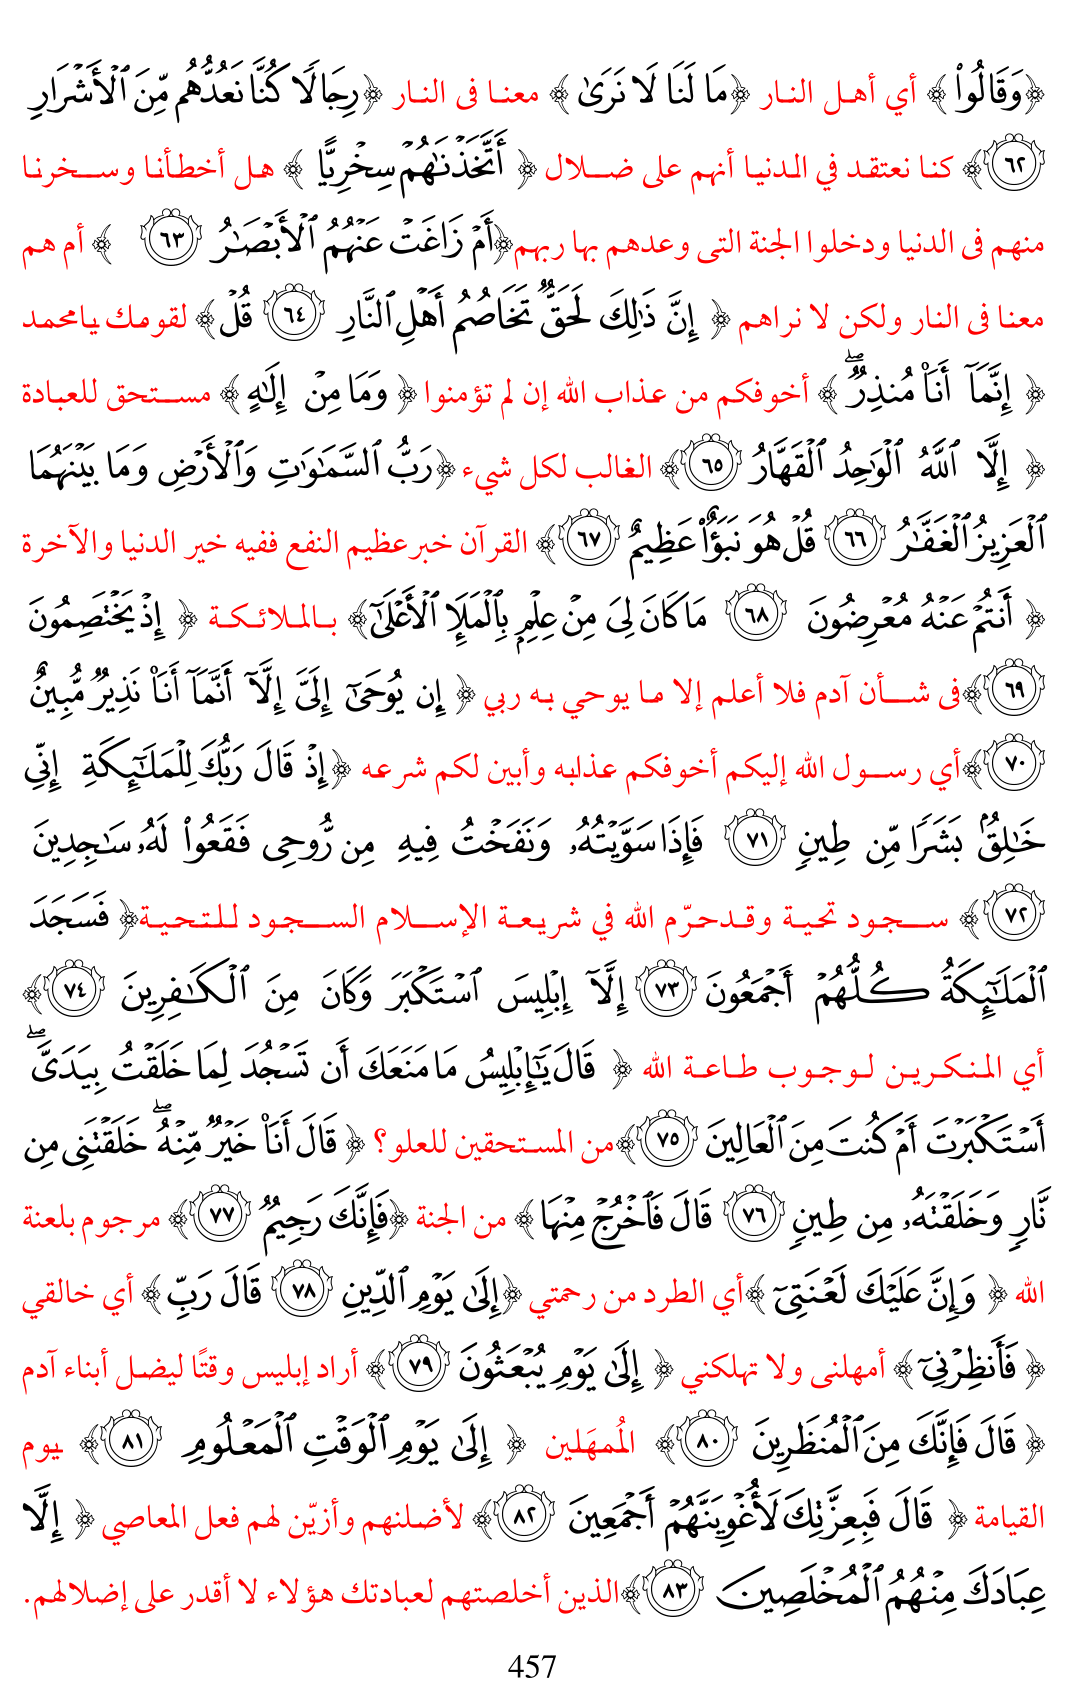 ﴿وَقَالُوا۟ ﴾ أي أهل النار ﴿مَا لَنَا لَا نَرَىٰ ﴾ معنا فى النار ﴿رِجَالًا كُنَّا نَعُدُّهُم مِّنَ ٱلْأَشْرَارِ
٦٢﴾ كنا نعتقد في الدنيا أنهم على ضلال ﴿ أَتَّخَذْنَٰهُمْ سِخْرِيًّا ﴾ هل أخطأنا وسخرنا
منهم فى الدنيا ودخلوا الجنة التى وعدهم بها ربهم﴿أَمْ زَاغَتْ عَنْهُمُ ٱلْأَبْصَٰرُ ٦٣ ﴾ أم هم
معنا فى النار ولكن لا نراهم ﴿ إِنَّ ذَٰلِكَ لَحَقٌّ تَخَاصُمُ أَهْلِ ٱلنَّارِ ٦٤ قُلْ﴾ لقومك يامحمد
﴿ إِنَّمَآ أَنَا۠ مُنذِرٌۖ ﴾ أخوفكم من عذاب الله إن لم تؤمنوا ﴿ وَمَا مِنْ إِلَٰهٍ ﴾ مستحق للعبادة
﴿ إِلَّا ٱللَّهُ ٱلْوَٰحِدُ ٱلْقَهَّارُ ٦٥﴾ الغالب لكل شيء ﴿رَبُّ ٱلسَّمَٰوَٰتِ وَٱلْأَرْضِ وَمَا بَيْنَهُمَا
ٱلْعَزِيزُ ٱلْغَفَّٰرُ ٦٦ قُلْ هُوَ نَبَؤٌا۟ عَظِيمٌ ٦٧﴾ القرآن خبرعظيم النفع ففيه خير الدنيا والآخرة
﴿ أَنتُمْ عَنْهُ مُعْرِضُونَ ٦٨ مَا كَانَ لِىَ مِنْ عِلْمٍۭ بِٱلْمَلَإِ ٱلْأَعْلَىٰٓ﴾ بالملائكة ﴿ إِذْ يَخْتَصِمُونَ
٦٩﴾فى شأن آدم فلا أعلم إلا ما يوحي به ربي ﴿ إِن يُوحَىٰٓ إِلَىَّ إِلَّآ أَنَّمَآ أَنَا۠ نَذِيرٌ مُّبِينٌ
٧٠﴾أي رسول الله إليكم أخوفكم عذابه وأبين لكم شرعه ﴿إِذْ قَالَ رَبُّكَ لِلْمَلَٰٓئِكَةِ إِنِّى
خَٰلِقٌۢ بَشَرًا مِّن طِينٍ ٧١ فَإِذَا سَوَّيْتُهُۥ وَنَفَخْتُ فِيهِ مِن رُّوحِى فَقَعُوا۟ لَهُۥ سَٰجِدِينَ
٧٢﴾ سجود تحية وقدحرّم الله في شريعة الإسلام السجود للتحية﴿ فَسَجَدَ
ٱلْمَلَٰٓئِكَةُ كُلُّهُمْ أَجْمَعُونَ ٧٣ إِلَّآ إِبْلِيسَ ٱسْتَكْبَرَ وَكَانَ مِنَ ٱلْكَٰفِرِينَ ٧٤﴾
أي المنكرين لوجوب طاعة الله ﴿ قَالَ يَٰٓإِبْلِيسُ مَا مَنَعَكَ أَن تَسْجُدَ لِمَا خَلَقْتُ بِيَدَىَّۖ
أَسْتَكْبَرْتَ أَمْ كُنتَ مِنَ ٱلْعَالِينَ ٧٥﴾من المستحقين للعلو؟ ﴿ قَالَ أَنَا۠ خَيْرٌ مِّنْهُۖ خَلَقْتَنِى مِن
نَّارٍ وَخَلَقْتَهُۥ مِن طِينٍ ٧٦ قَالَ فَٱخْرُجْ مِنْهَا﴾ من الجنة ﴿فَإِنَّكَ رَجِيمٌ ٧٧﴾ مرجوم بلعنة
الله ﴿ وَإِنَّ عَلَيْكَ لَعْنَتِىٓ ﴾أي الطرد من رحمتي ﴿إِلَىٰ يَوْمِ ٱلدِّينِ ٧٨ قَالَ رَبِّ ﴾ أي خالقي
﴿ فَأَنظِرْنِىٓ ﴾ أمهلنى ولا تهلكني ﴿ إِلَىٰ يَوْمِ يُبْعَثُونَ ٧٩﴾ أراد إبليس وقتًا ليضل أبناء آدم
﴿ قَالَ فَإِنَّكَ مِنَ ٱلْمُنظَرِينَ ٨٠﴾ المُمهَلين ﴿ إِلَىٰ يَوْمِ ٱلْوَقْتِ ٱلْمَعْلُومِ ٨١﴾ يوم
القيامة ﴿ قَالَ فَبِعِزَّتِكَ لَأُغْوِيَنَّهُمْ أَجْمَعِينَ ٨٢﴾ لأضلنهم وأزيّن لهم فعل المعاصي ﴿ إِلَّا
عِبَادَكَ مِنْهُمُ ٱلْمُخْلَصِينَ ٨٣﴾الذين أخلصتهم لعبادتك هؤلاء لا أقدر على إضلالهم.
457